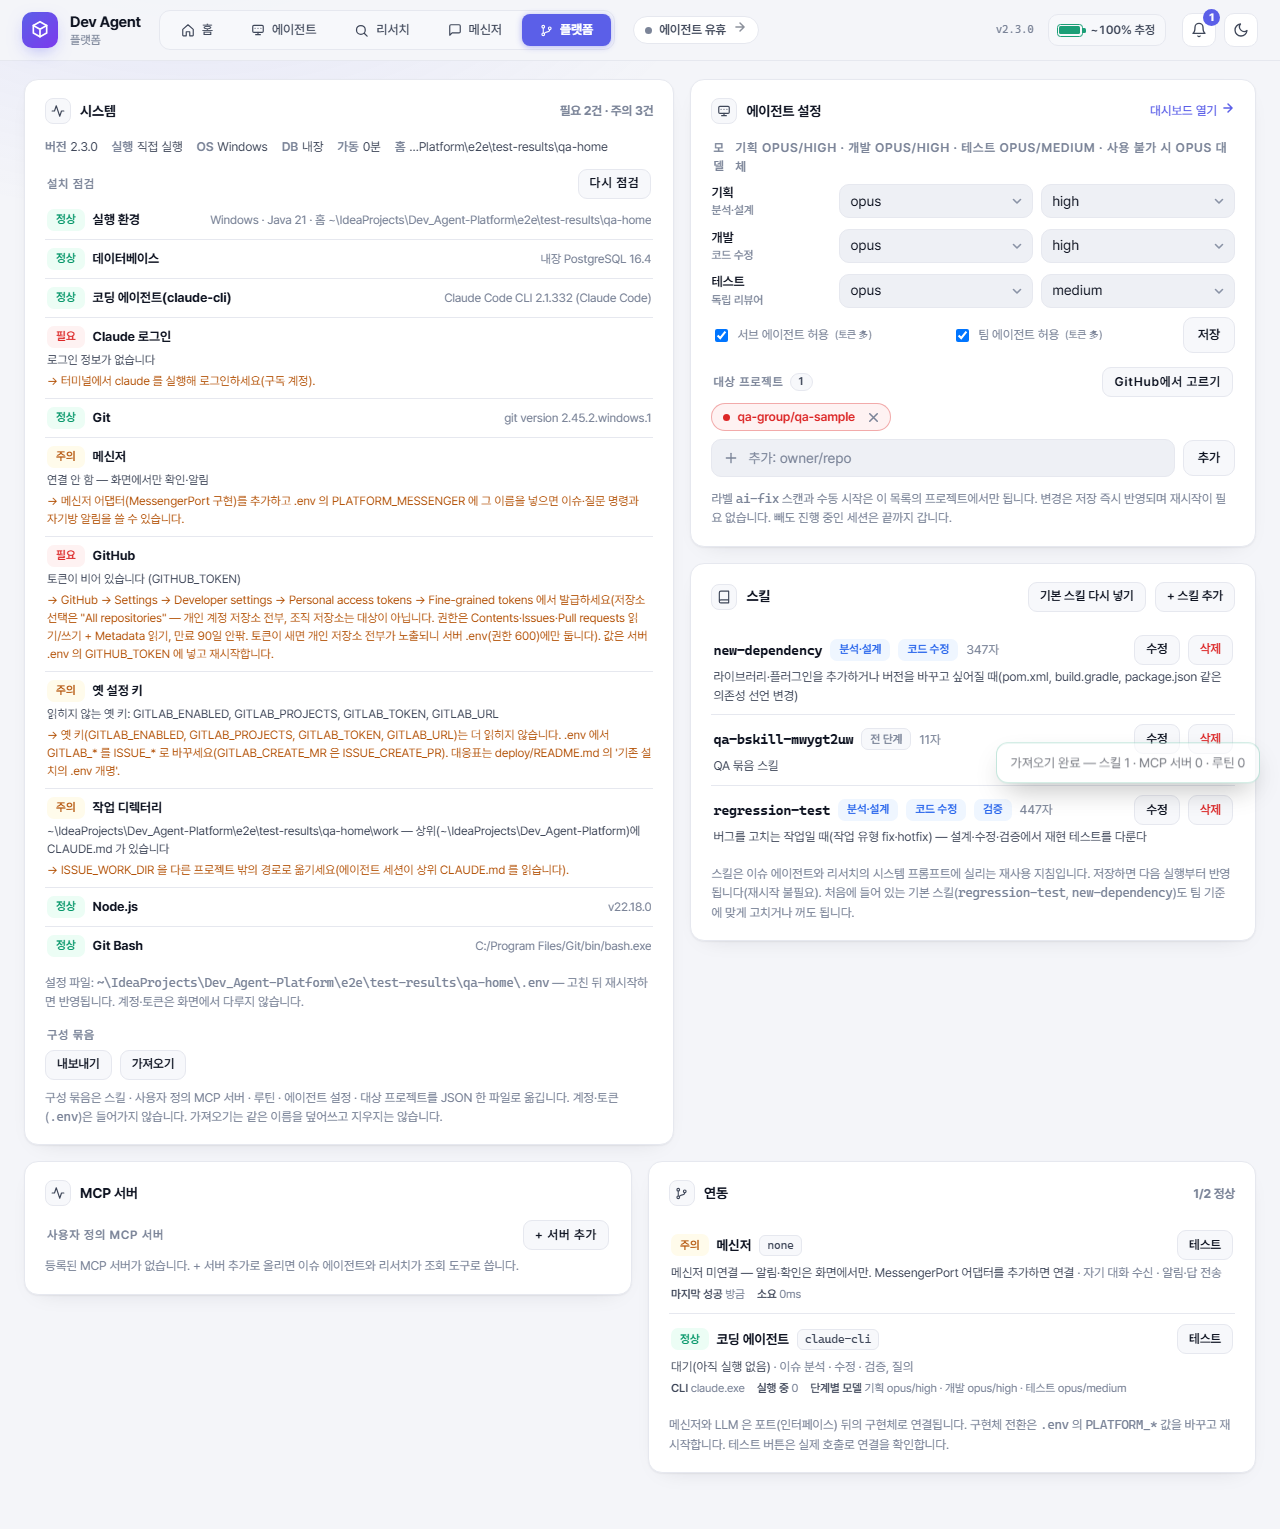 Dev Agent
플랫폼
홈
에이전트
리서치
메신저
플랫폼
에이전트 유휴 →
v2.3.0
~100% 추정
1
시스템
필요 2건 · 주의 3건
버전 2.3.0 실행 직접 실행 OS Windows DB 내장 가동 0분 홈 ...Platform\e2e\test-results\qa-home
설치 점검
다시 점검
정상 실행 환경
Windows · Java 21 · 홈 ~\IdeaProjects\Dev_Agent-Platform\e2e\test-results\qa-home
정상 데이터베이스
내장 PostgreSQL 16.4
정상 코딩 에이전트(claude-cli)
Claude Code CLI 2.1.332 (Claude Code)
필요 Claude 로그인
로그인 정보가 없습니다
→ 터미널에서 claude 를 실행해 로그인하세요(구독 계정).
정상 Git
git version 2.45.2.windows.1
주의 메신저
연결 안 함 — 화면에서만 확인·알림
→ 메신저 어댑터(MessengerPort 구현)를 추가하고 .env 의 PLATFORM_MESSENGER 에 그 이름을 넣으면 이슈·질문 명령과
자기방 알림을 쓸 수 있습니다.
필요 GitHub
토큰이 비어 있습니다 (GITHUB_TOKEN)
→ GitHub → Settings → Developer settings → Personal access tokens → Fine-grained tokens 에서 발급하세요(저장소
선택은 "All repositories" — 개인 계정 저장소 전부, 조직 저장소는 대상이 아닙니다. 권한은 Contents·Issues·Pull requests 읽
기/쓰기 + Metadata 읽기, 만료 90일 안팎. 토큰이 새면 개인 저장소 전부가 노출되니 서버 .env(권한 600)에만 둡니다). 값은 서버
.env 의 GITHUB_TOKEN 에 넣고 재시작합니다.
주의 옛 설정 키
읽히지 않는 옛 키: GITLAB_ENABLED, GITLAB_PROJECTS, GITLAB_TOKEN, GITLAB_URL
→ 옛 키(GITLAB_ENABLED, GITLAB_PROJECTS, GITLAB_TOKEN, GITLAB_URL)는 더 읽히지 않습니다. .env 에서
GITLAB_* 를 ISSUE_* 로 바꾸세요(GITLAB_CREATE_MR 은 ISSUE_CREATE_PR). 대응표는 deploy/README.md 의 '기존 설
치의 .env 개명'.
주의 작업 디렉터리
~\IdeaProjects\Dev_Agent-Platform\e2e\test-results\qa-home\work — 상위(~\IdeaProjects\Dev_Agent-Platform)에
CLAUDE.md 가 있습니다
→ ISSUE_WORK_DIR 을 다른 프로젝트 밖의 경로로 옮기세요(에이전트 세션이 상위 CLAUDE.md 를 읽습니다).
정상 Node.js
v22.18.0
정상 Git Bash
C:/Program Files/Git/bin/bash.exe
설정 파일: ~\IdeaProjects\Dev_Agent-Platform\e2e\test-results\qa-home\.env — 고친 뒤 재시작하
면 반영됩니다. 계정·토큰은 화면에서 다루지 않습니다.
구성 묶음
내보내기
가져오기
구성 묶음은 스킬 · 사용자 정의 MCP 서버 · 루틴 · 에이전트 설정 · 대상 프로젝트를 JSON 한 파일로 옮깁니다. 계정·토큰
(.env)은 들어가지 않습니다. 가져오기는 같은 이름을 덮어쓰고 지우지는 않습니다.
에이전트 설정
대시보드 열기 →
모 기획 OPUS/HIGH · 개발 OPUS/HIGH · 테스트 OPUS/MEDIUM · 사용 불가 시 OPUS 대
델 체
기획
분석·설계
opus
high
개발
코드 수정
opus
high
테스트
독립 리뷰어
opus
medium
서브 에이전트 허용 (토큰 多)
팀 에이전트 허용 (토큰 多)
저장
대상 프로젝트 1
GitHub에서 고르기
qa-group/qa-sample ×
+ 추가: owner/repo
추가
라벨 ai-fix 스캔과 수동 시작은 이 목록의 프로젝트에서만 됩니다. 변경은 저장 즉시 반영되며 재시작이 필
요 없습니다. 빼도 진행 중인 세션은 끝까지 갑니다.
스킬
기본 스킬 다시 넣기
+ 스킬 추가
new-dependency 분석·설계 코드 수정 347자
수정
삭제
라이브러리·플러그인을 추가하거나 버전을 바꾸고 싶어질 때(pom.xml, build.gradle, package.json 같은
의존성 선언 변경)
qa-bskill-mwygt2uw 전 단계 11자
수정
삭제
QA 묶음 스킬
가져오기 완료 — 스킬 1 · MCP 서버 0 · 루틴 0
regression-test 분석·설계 코드 수정 검증 447자
수정
삭제
버그를 고치는 작업일 때(작업 유형 fix·hotfix) — 설계·수정·검증에서 재현 테스트를 다룬다
스킬은 이슈 에이전트와 리서치의 시스템 프롬프트에 실리는 재사용 지침입니다. 저장하면 다음 실행부터 반영
됩니다(재시작 불필요). 처음에 들어 있는 기본 스킬(regression-test, new-dependency)도 팀 기준
에 맞게 고치거나 꺼도 됩니다.
MCP 서버
사용자 정의 MCP 서버
+ 서버 추가
등록된 MCP 서버가 없습니다. + 서버 추가로 올리면 이슈 에이전트와 리서치가 조회 도구로 씁니다.
연동
1/2 정상
주의 메신저 none
테스트
메신저 미연결 — 알림·확인은 화면에서만. MessengerPort 어댑터를 추가하면 연결 · 자기 대화 수신 · 알림·답 전송
마지막 성공 방금 소요 0ms
정상 코딩 에이전트 claude-cli
테스트
대기(아직 실행 없음) · 이슈 분석 · 수정 · 검증, 질의
CLI claude.exe 실행 중 0 단계별 모델 기획 opus/high · 개발 opus/high · 테스트 opus/medium
메신저와 LLM 은 포트(인터페이스) 뒤의 구현체로 연결됩니다. 구현체 전환은 .env 의 PLATFORM_* 값을 바꾸고 재
시작합니다. 테스트 버튼은 실제 호출로 연결을 확인합니다.